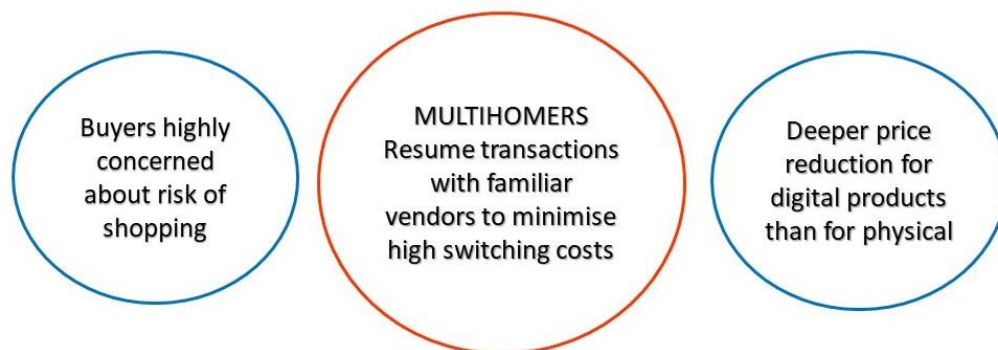 Buyers highly
concerned
about risk of
shopping
MULTIHOMERS
Resume transactions
with familiar
vendors to minimise
high switching costs
Deeper price
reduction for
digital products
than for physical